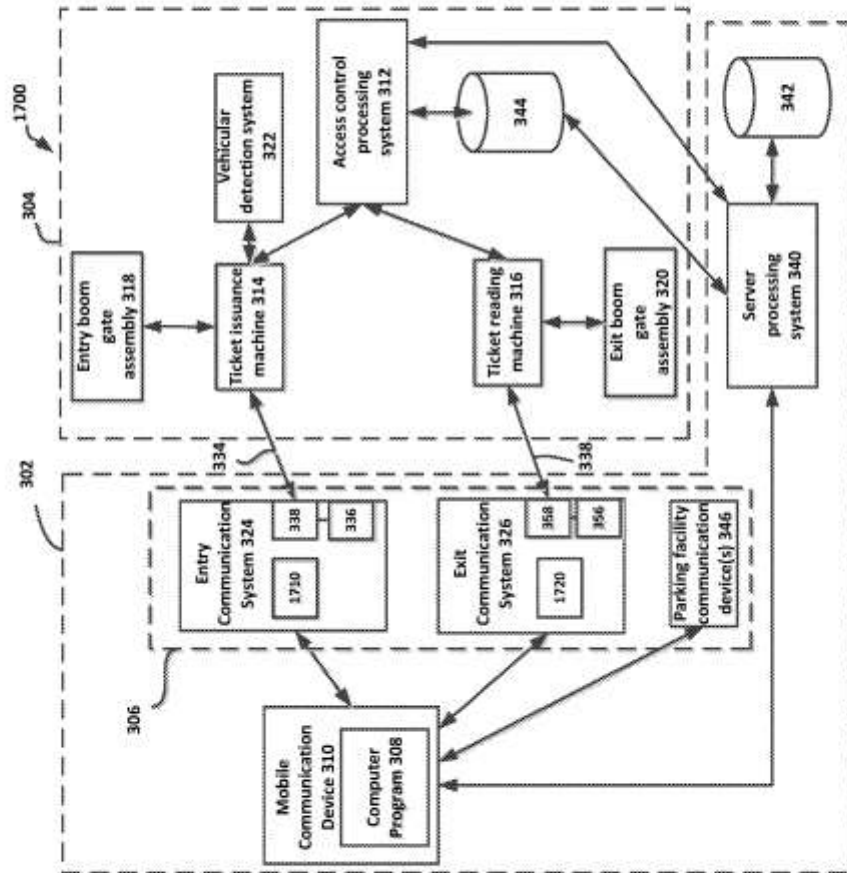 302
304
1700
306
Mobile
Communication
Device 310
Computer
Program 308
Entry
Communication
System 324
1710
338
336
Exit
Communication
System 326
1720
358
356
Parking facility
communication
device(s) 346
334
338
Entry boom
gate
assembly 318
Ticket issuance
machine 314
Vehicular
detection system
322
Ticket reading
machine 316
Exit boom
gate
assembly 320
Access control
processing
system 312
344
Server
processing
system 340
342